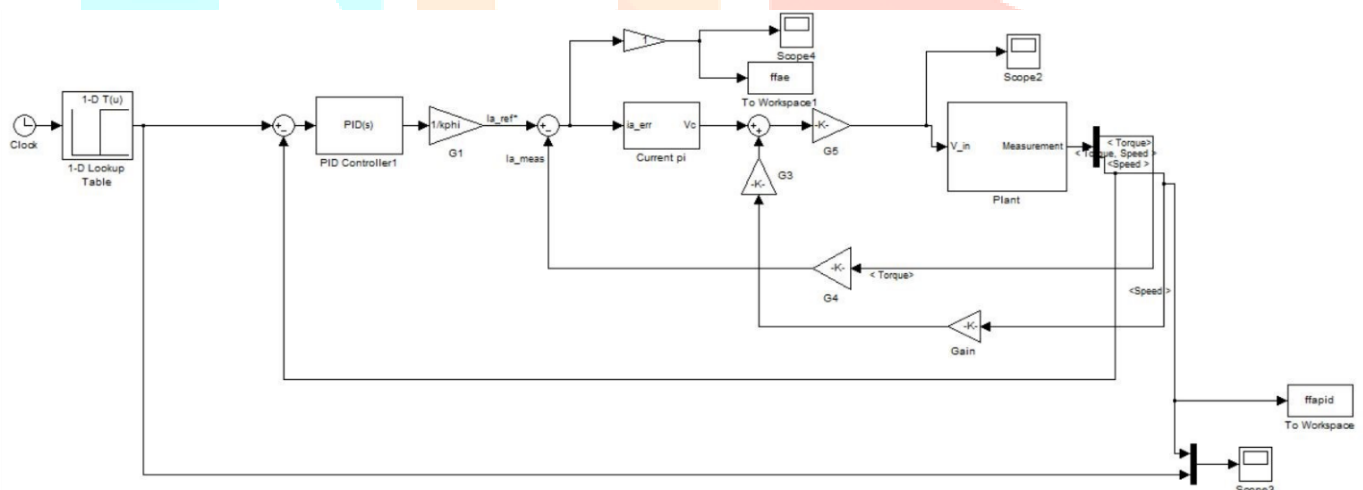 Clock
1-D T(u)
1-D Lookup
Table
PID(s)
PID Controller1
1/kphi
G1
Ia_ref*
Ia_meas
1
Scope4
ffae
To Workspace1
ia_err
Vc
Current pi
-K-
G3
-K-
G5
Scope2
V_in
Measurement
Plant
< Torque>
< Torque, Speed >
<Speed >
-K-
G4
< Torque>
<Speed >
-K-
Gain
ffapid
To Workspace
Scope3